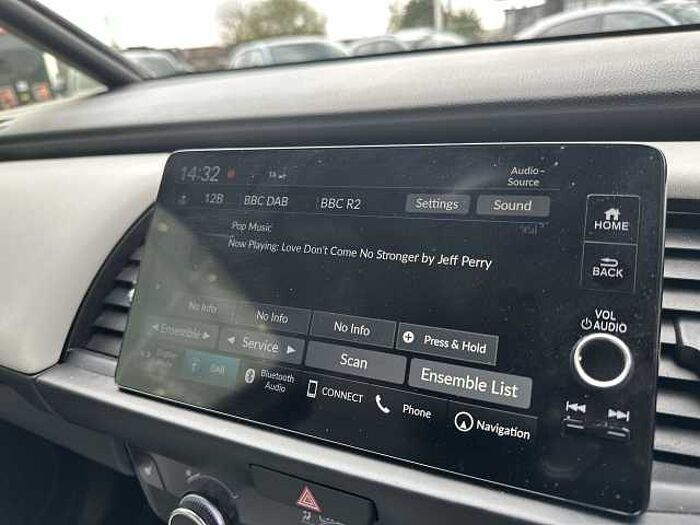 14:32
Audio-
Source
12B BBC DAB BBC R2 Settings Sound
Pop Music
Now Playing: Love Don't Come No Stronger by Jeff Perry
HOME
BACK
VOL
AUDIO
No Info No Info No Info Press & Hold
Ensemble Service Scan Ensemble List
DAB Bluetooth
Audio CONNECT Phone Navigation